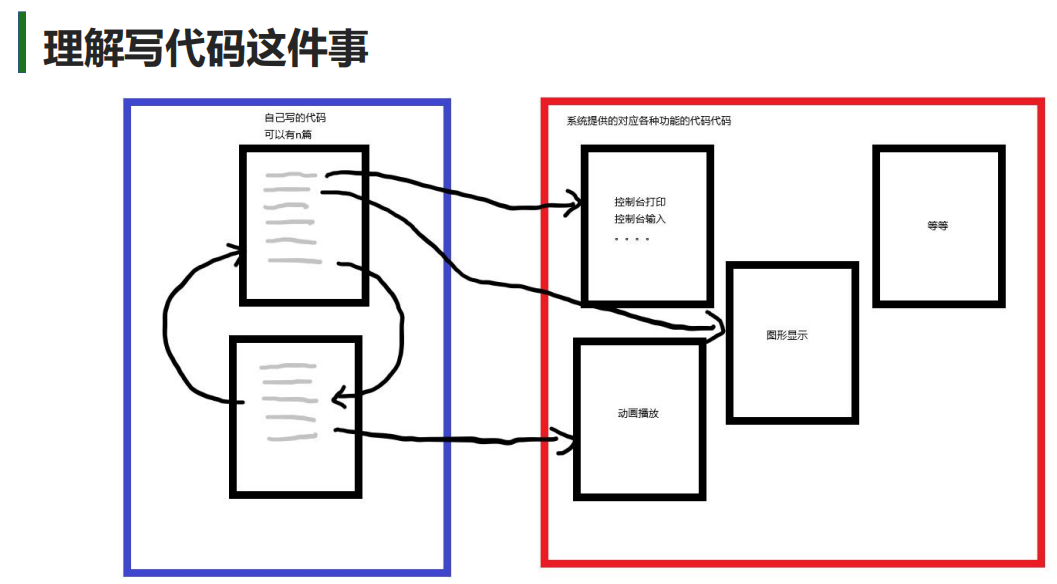 理解写代码这件事
自己写的代码
可以有n篇
系统提供的对应各种功能的代码代码
控制台打印
控制台输入
。。。。
等等
图形显示
动画播放